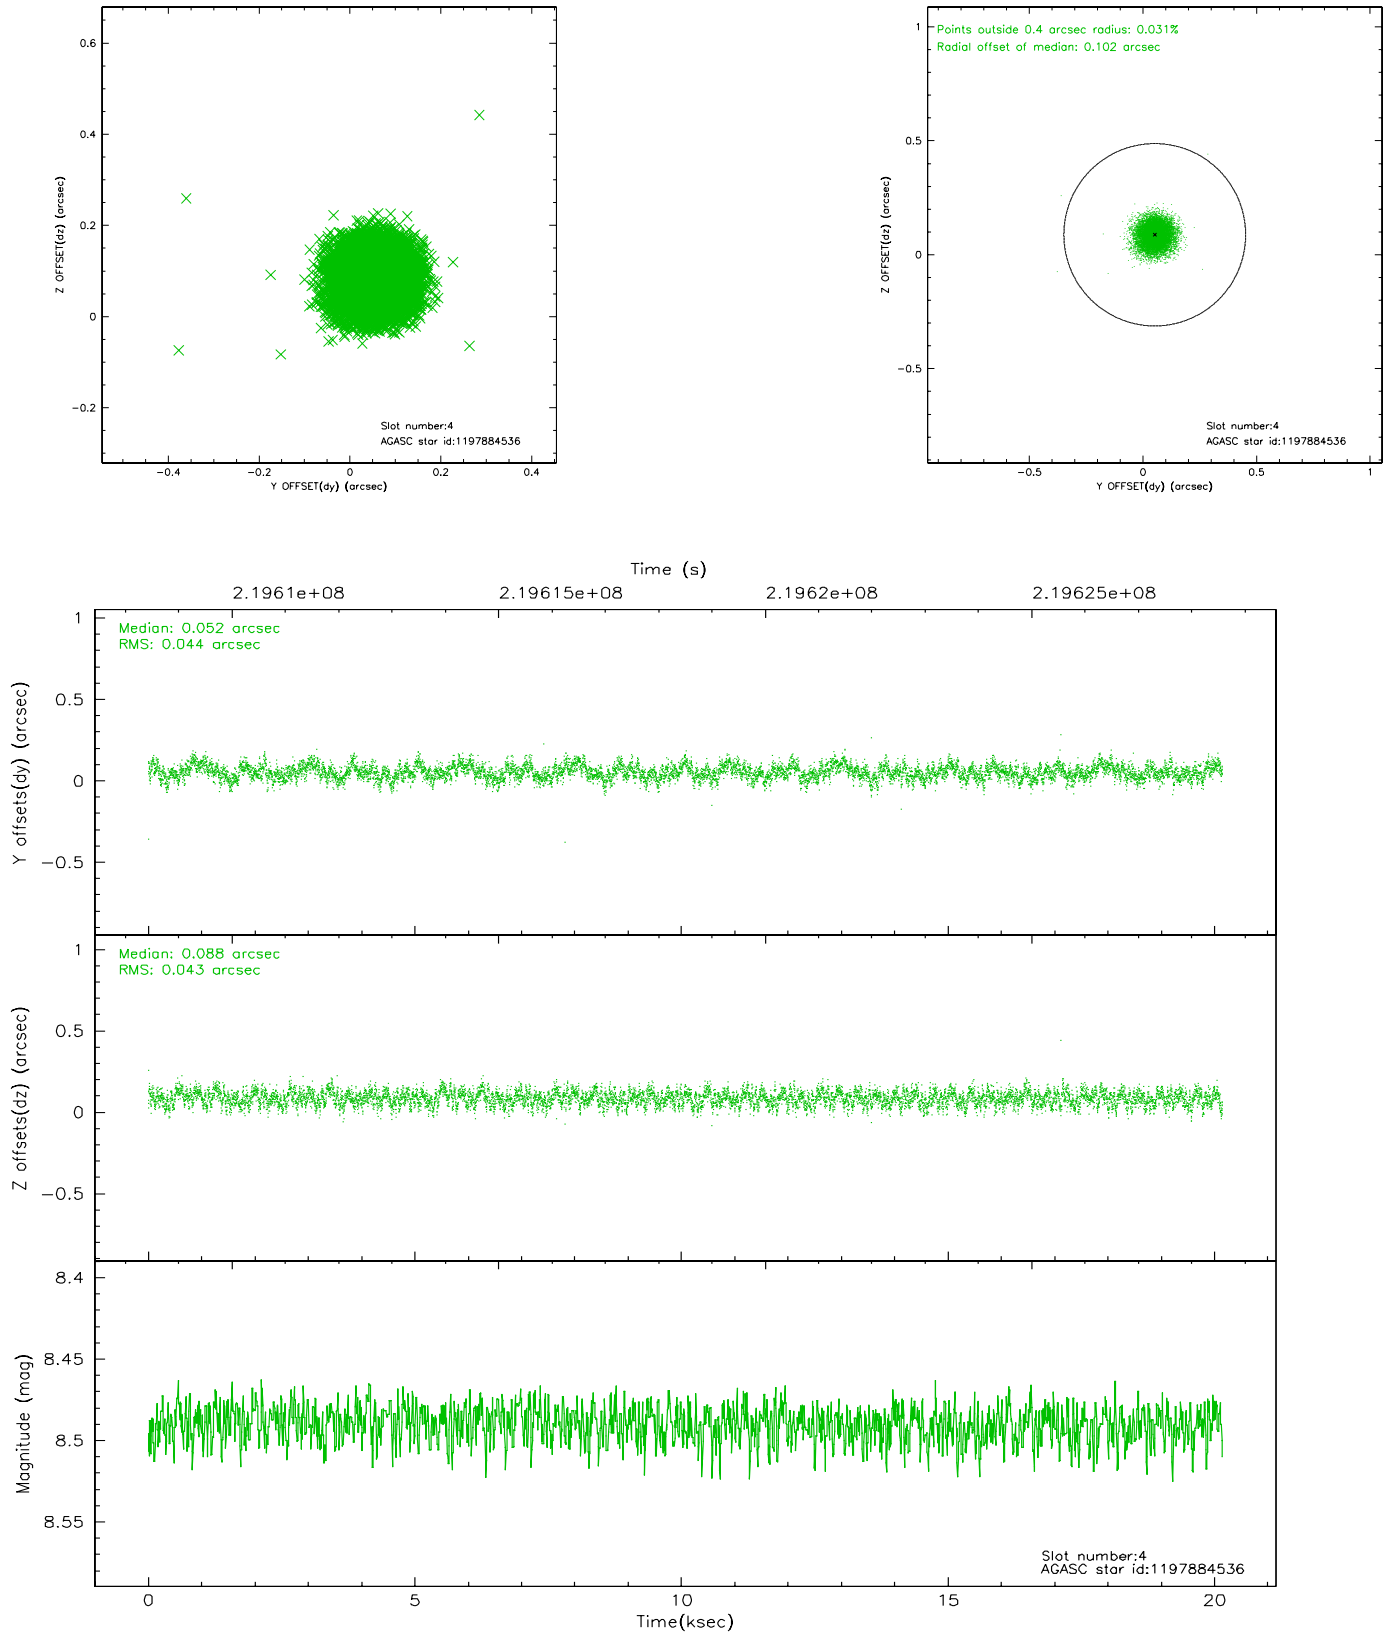 0.6
0.4
0.2
0
−0.2
Z OFFSET(dz) (arcsec)
−0.4
−0.2
0
0.2
0.4
Y OFFSET(dy) (arcsec)
Slot number:4
AGASC star id:1197884536
Points outside 0.4 arcsec radius: 0.031%
Radial offset of median: 0.102 arcsec
1
0.5
0
−0.5
Z OFFSET(dz) (arcsec)
−0.5
0
0.5
1
Y OFFSET(dy) (arcsec)
Slot number:4
AGASC star id:1197884536
Time (s)
2.1961e+08
2.19615e+08
2.1962e+08
2.19625e+08
Median: 0.052 arcsec
RMS: 0.044 arcsec
1
0.5
0
−0.5
Y offsets(dy) (arcsec)
Median: 0.088 arcsec
RMS: 0.043 arcsec
1
0.5
0
−0.5
Z offsets(dz) (arcsec)
8.4
8.45
8.5
8.55
Magnitude (mag)
Slot number:4
AGASC star id:1197884536
0
5
10
15
20
Time(ksec)